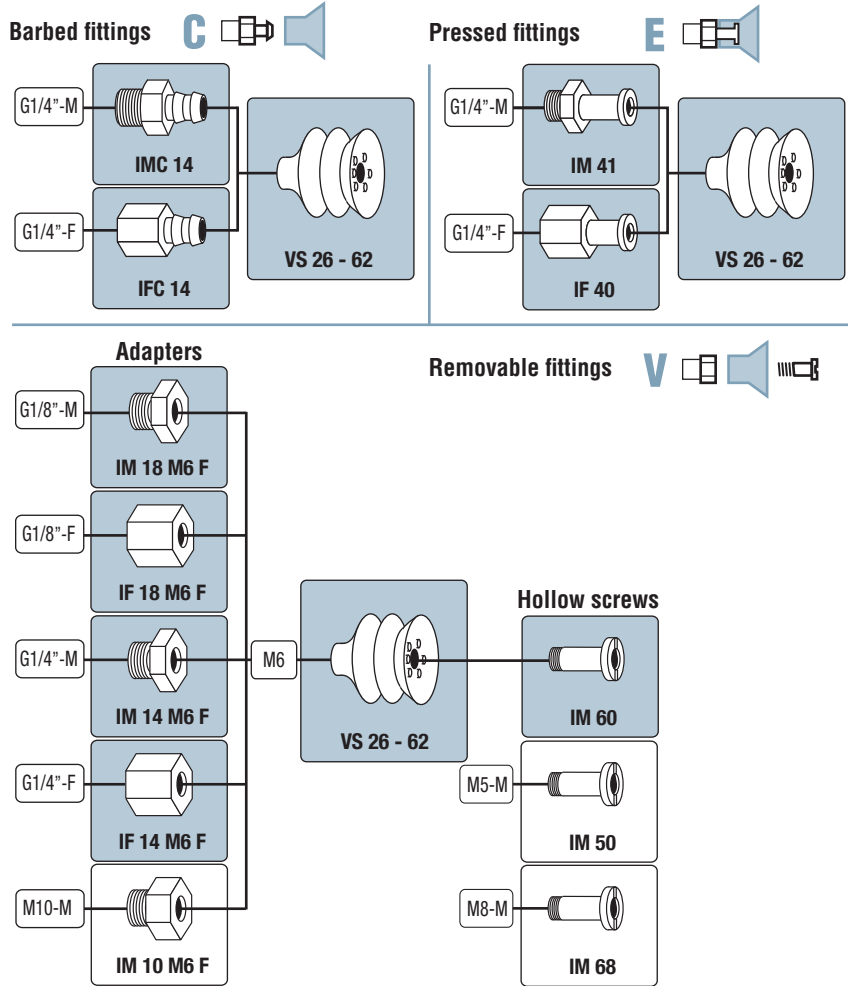 Barbed fittings C
G1/4”-M
IMC 14
G1/4”-F
IFC 14
VS 26 - 62
Pressed fittings E
G1/4”-M
IM 41
G1/4”-F
IF 40
VS 26 - 62
Adapters
Removable fittings V
G1/8”-M
IM 18 M6 F
G1/8”-F
IF 18 M6 F
G1/4”-M
IM 14 M6 F
G1/4”-F
IF 14 M6 F
M10-M
IM 10 M6 F
M6
VS 26 - 62
Hollow screws
IM 60
M5-M
IM 50
M8-M
IM 68